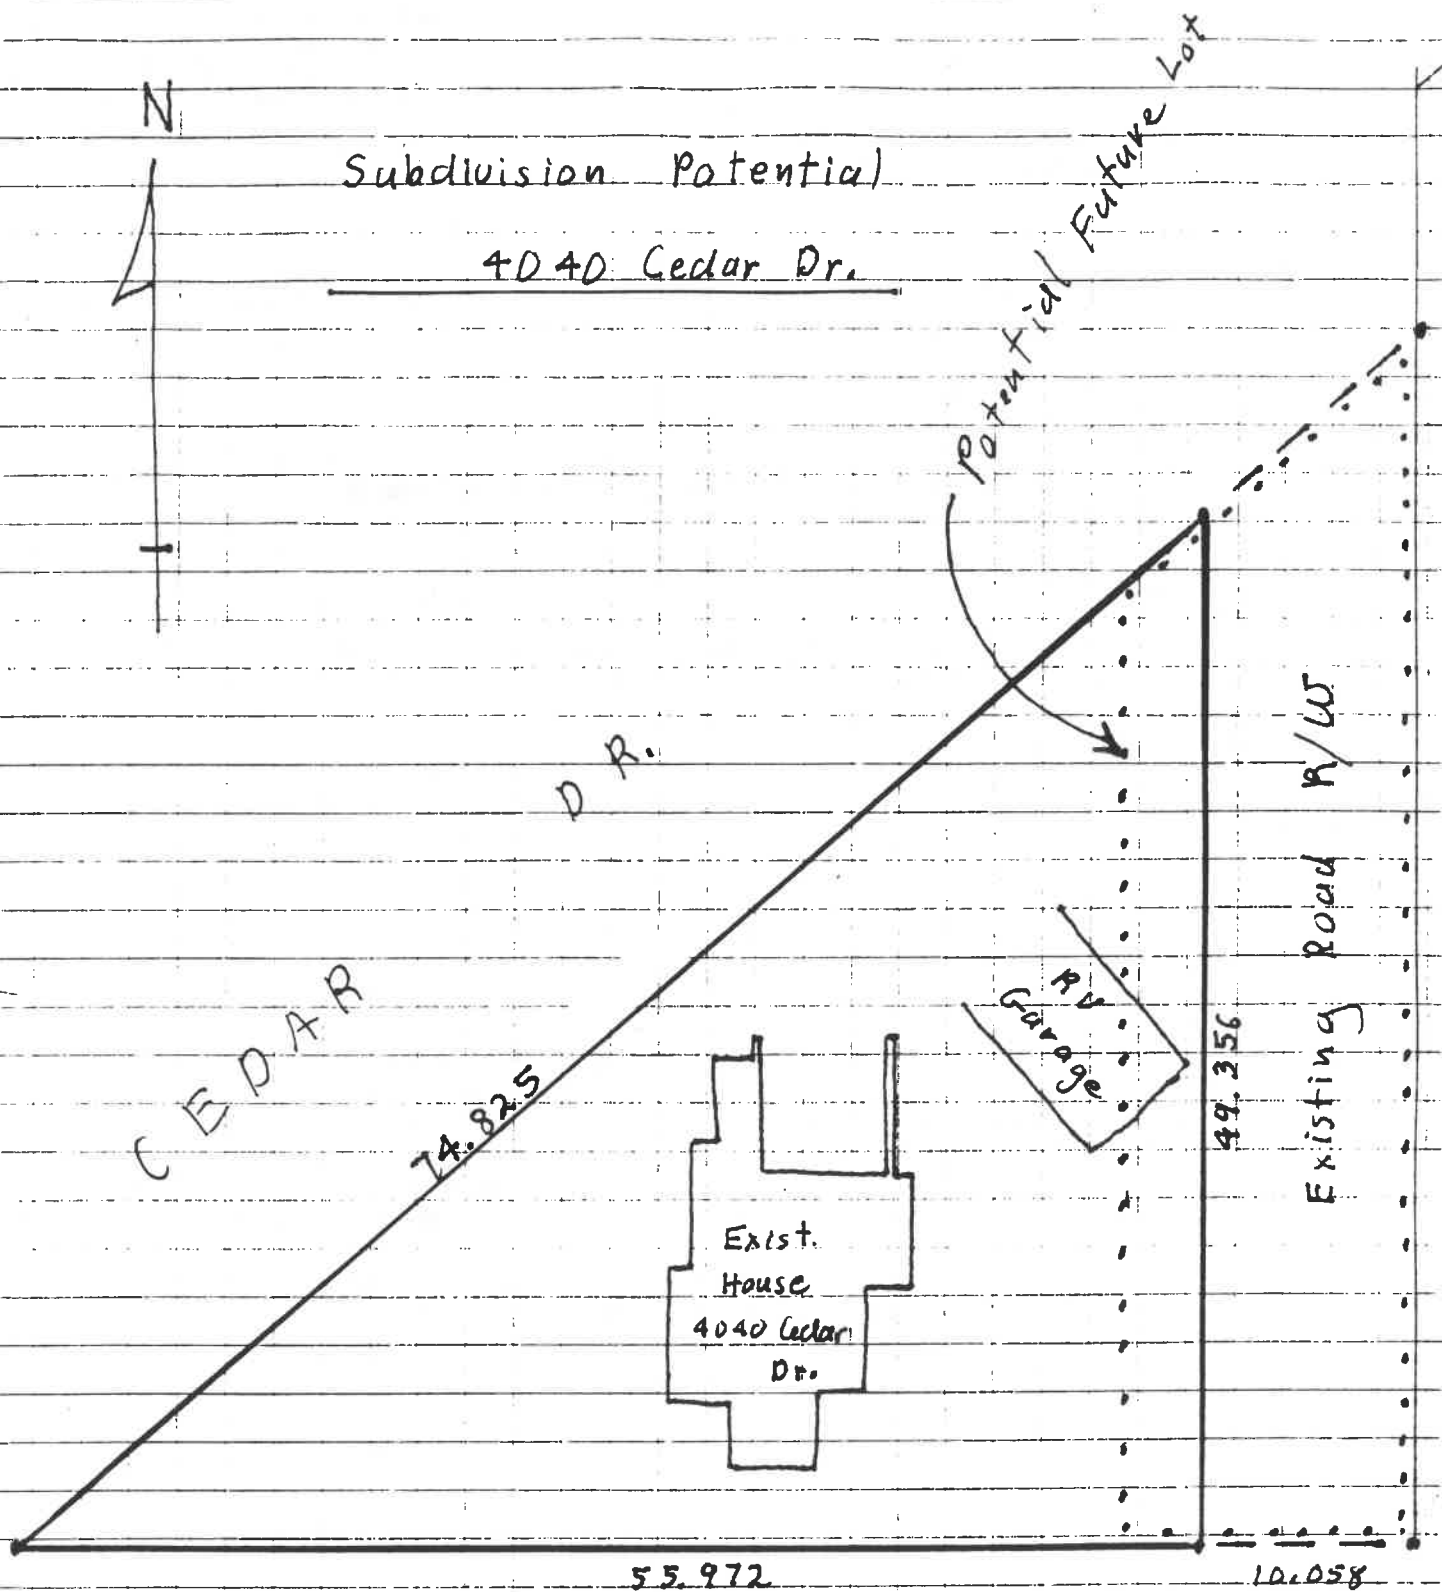 N
Subdivision Potential
4040 Cedar Dr.
Potential Future Lot
CEDAR DR.
74.825
RV
Garage
49.356
Existing Road R/W
Exist.
House
4040 Cedar
Dr.
55.972
10.058